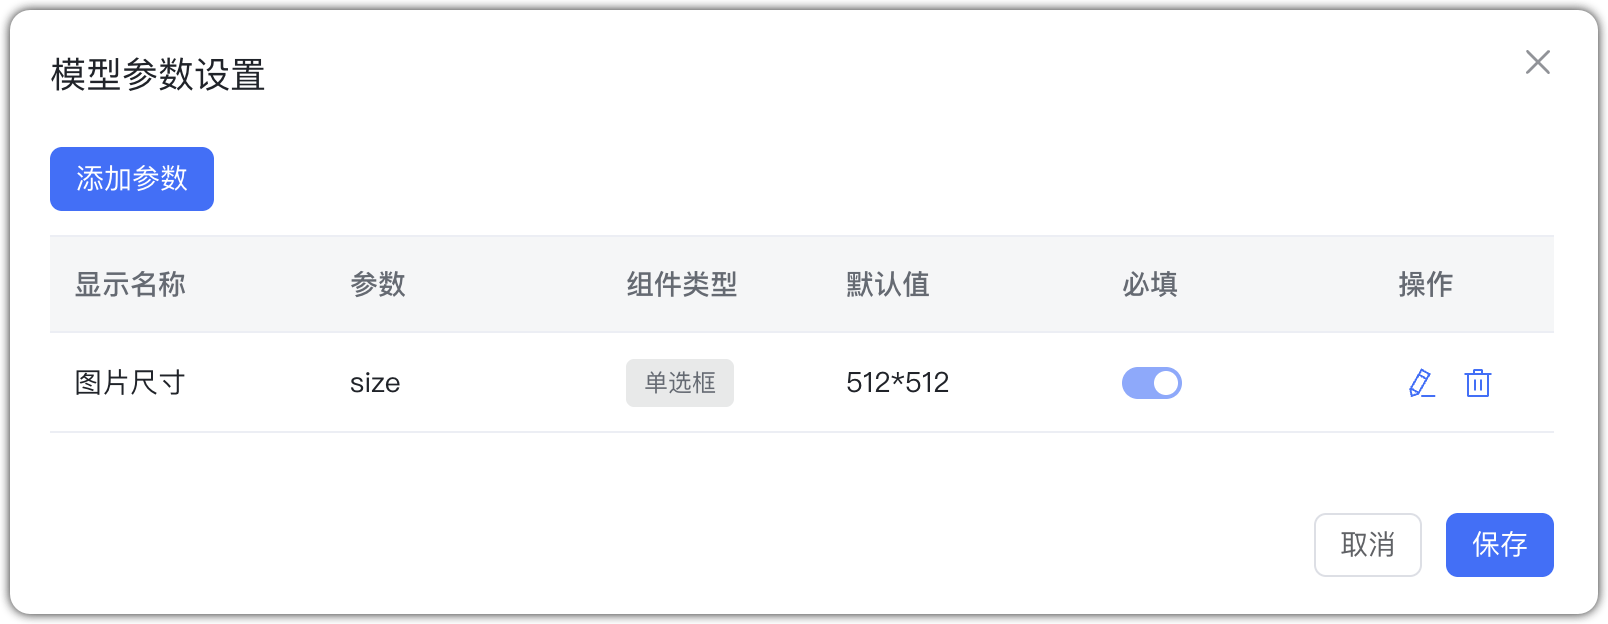 模型参数设置
添加参数
显示名称 参数 组件类型 默认值 必填 操作
图片尺寸 size 单选框 512*512
取消 保存